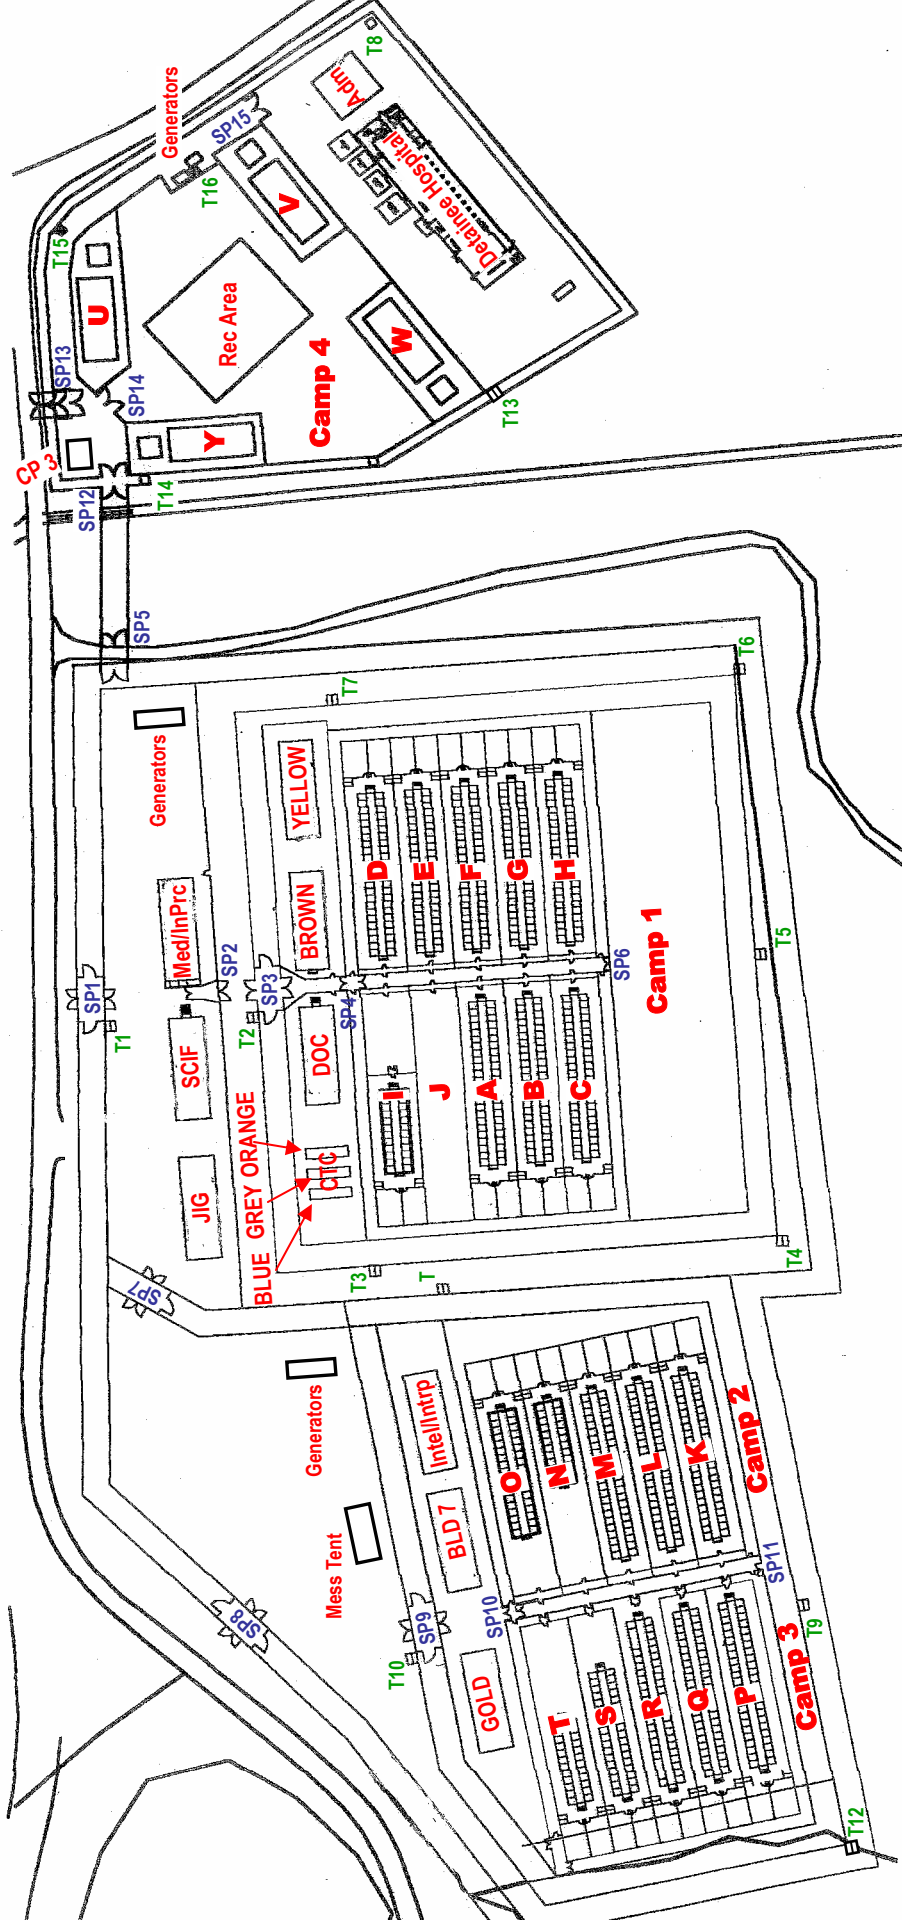 T8
Generators
Adm
SP15
Detainee Hospital
T16
V
T15
U
Rec Area
W
SP13
SP14
Camp 4
T13
Y
CP 3
T14
SP12
SP5
T6
T7
Generators
YELLOW
D
E
F
G
H
Med/InPrc
BROWN
SP2
SP1
SP3
SP4
SP6
Camp 1
T5
T1
T2
SCIF
DOC
I
J
A
B
C
BLUE GREY ORANGE
CTC
JIG
T3
T
T4
SP7
Generators
Intel/Intrp
O
N
M
L
K
Camp 2
Mess Tent
BLD 7
SP8
SP9
SP10
SP11
T10
T9
GOLD
T
S
R
Q
P
Camp 3
T12